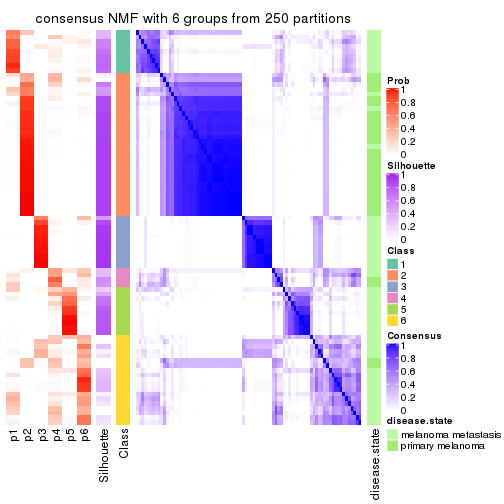 consensus NMF with 6 groups from 250 partitions
Prob
1
0.8
0.6
0.4
0.2
0
Silhouette
1
0.8
0.6
0.4
0.2
0
Class
1
2
3
4
5
6
Consensus
1
0.8
0.6
0.4
0.2
0
disease.state
melanoma metastasis
primary melanoma
p1
p2
p3
p4
p5
p6
Silhouette
Class
disease.state